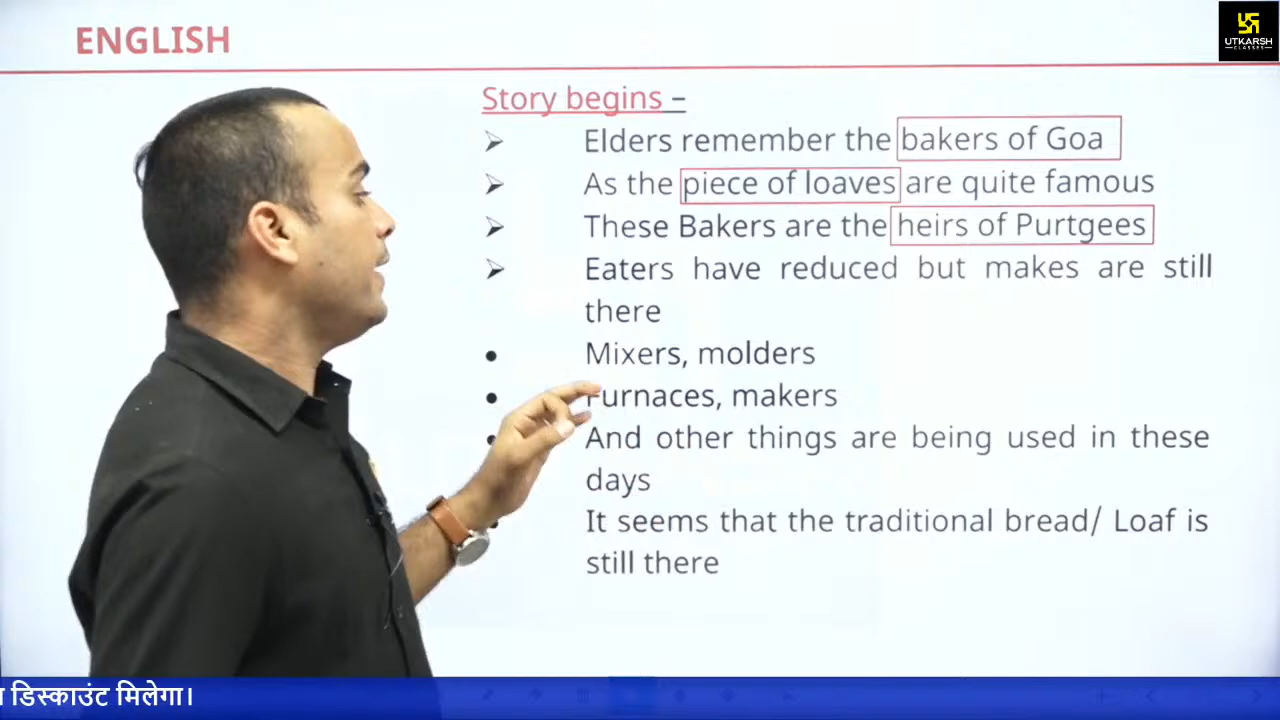 ENGLISH
UTKARSH
CLASSES
Story begins –
➢ Elders remember the bakers of Goa
➢ As the piece of loaves are quite famous
➢ These Bakers are the heirs of Purtgees
➢ Eaters have reduced but makes are still
there
• Mixers, molders
• Furnaces, makers
• And other things are being used in these
days
• It seems that the traditional bread/ Loaf is
still there
डिस्काउंट मिलेगा।